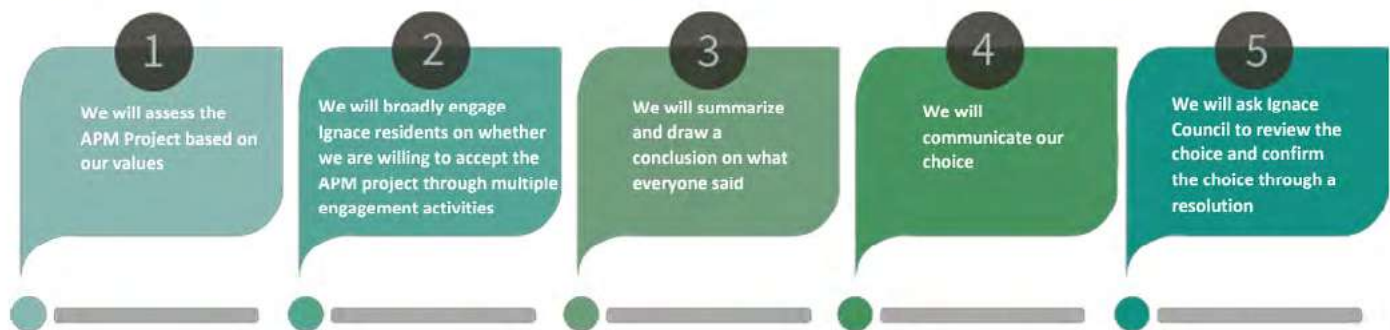 1
We will assess the
APM Project based on
our values
2
We will broadly engage
Ignace residents on whether
we are willing to accept the
APM project through multiple
engagement activities
3
We will summarize
and draw a
conclusion on what
everyone said
4
We will
communicate our
choice
5
We will ask Ignace
Council to review the
choice and confirm
the choice through a
resolution